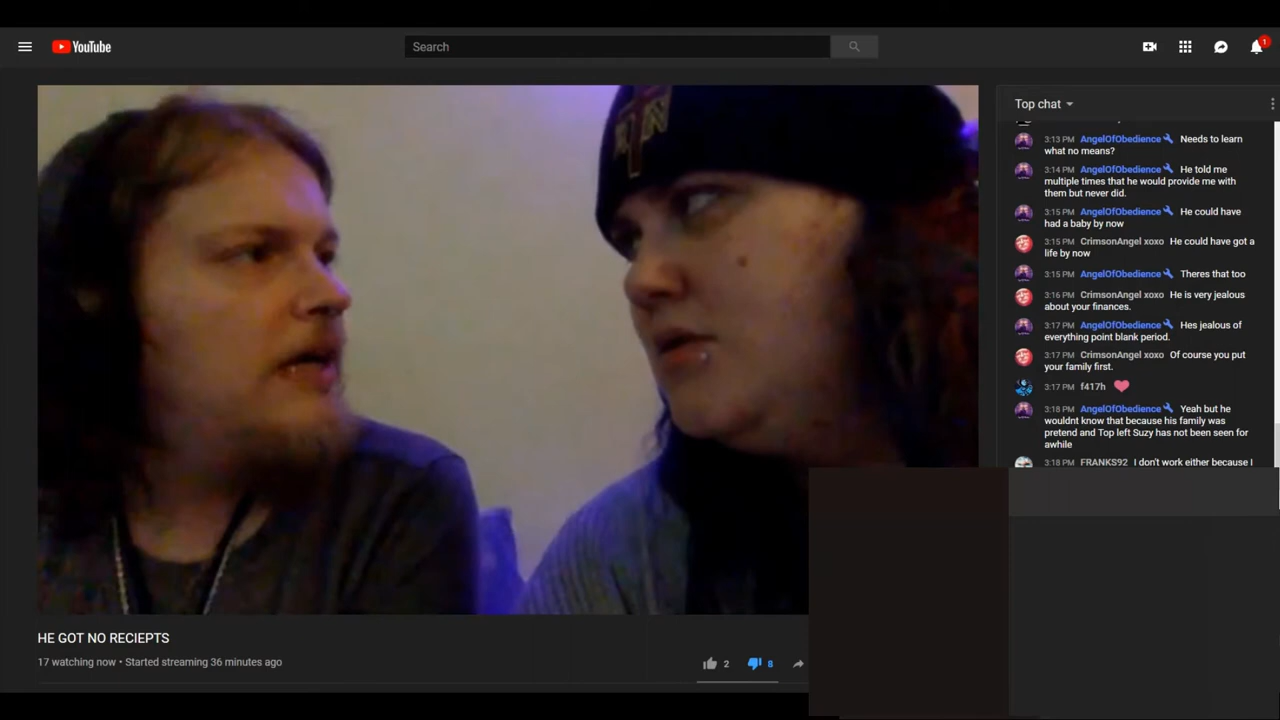 YouTube
Search
1
Top chat
3:13 PM AngelOfObedience Needs to learn
what no means?
3:14 PM AngelOfObedience He told me
multiple times that he would provide me with
them but never did.
3:15 PM AngelOfObedience He could have
had a baby by now
3:15 PM CrimsonAngel xoxo He could have got a
life by now
3:15 PM AngelOfObedience Theres that too
3:16 PM CrimsonAngel xoxo He is very jealous
about your finances.
3:17 PM AngelOfObedience Hes jealous of
everything point blank period.
3:17 PM CrimsonAngel xoxo Of course you put
your family first.
3:17 PM f417h
3:18 PM AngelOfObedience Yeah but he
wouldnt know that because his family was
pretend and Top left Suzy has not been seen for
awhile
3:18 PM FRANKS92 I don't work either because I
HE GOT NO RECIEPTS
17 watching now • Started streaming 36 minutes ago
2 8